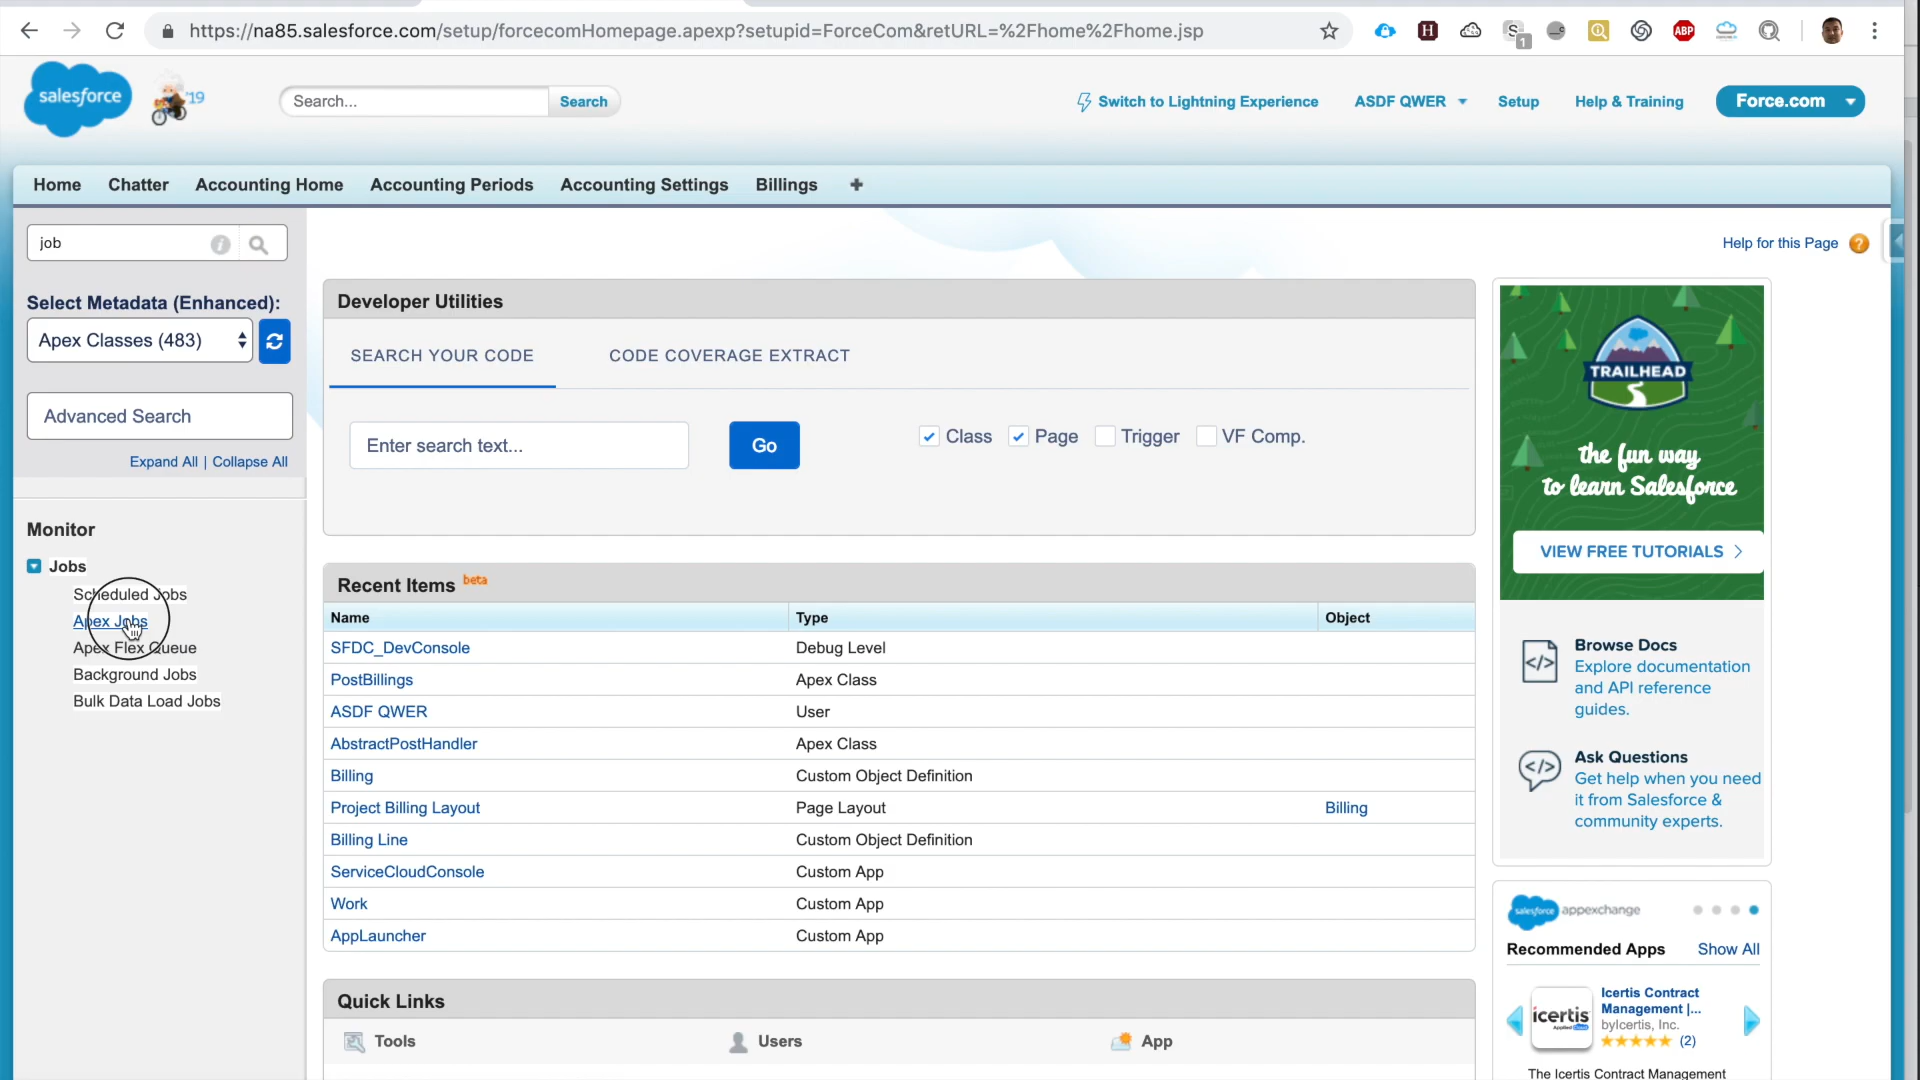 https://na85.salesforce.com/setup/forcecomHomepage.apexp?setupid=ForceCom&retURL=%2Fhome%2Fhome.jsp
H
S
1
ABP
salesforce
'19
Search...
Search
Switch to Lightning Experience
ASDF QWER
Setup
Help & Training
Force.com
Home
Chatter
Accounting Home
Accounting Periods
Accounting Settings
Billings
+
job
Help for this Page
?
Select Metadata (Enhanced):
Apex Classes (483)
Advanced Search
Expand All | Collapse All
Monitor
Jobs
Scheduled Jobs
Apex Jobs
Apex Flex Queue
Background Jobs
Bulk Data Load Jobs
Developer Utilities
SEARCH YOUR CODE
CODE COVERAGE EXTRACT
Enter search text...
Go
Class
Page
Trigger
VF Comp.
Recent Items beta
Name Type Object
SFDC_DevConsole Debug Level
PostBillings Apex Class
ASDF QWER User
AbstractPostHandler Apex Class
Billing Custom Object Definition
Project Billing Layout Page Layout Billing
Billing Line Custom Object Definition
ServiceCloudConsole Custom App
Work Custom App
AppLauncher Custom App
Quick Links
Tools
Users
App
TRAILHEAD
the fun way
to learn Salesforce
VIEW FREE TUTORIALS >
</>
Browse Docs
Explore documentation
and API reference
guides.
</>
Ask Questions
Get help when you need
it from Salesforce &
community experts.
salesforce appexchange
Recommended Apps
Show All
icertis
Icertis Contract
Management |...
byIcertis, Inc.
(2)
The Icertis Contract Management